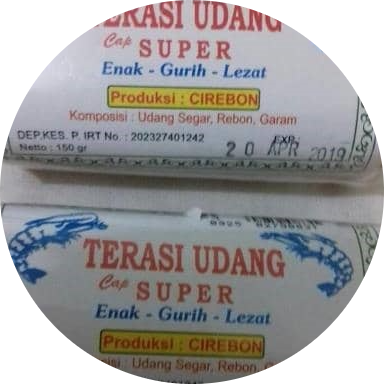 TERASI UDANG
Cap SUPER
Enak - Gurih - Lezat
Produksi : CIREBON
Komposisi : Udang Segar, Rebon, Garam
DEP.KES. P. IRT No. : 202327401242
Netto : 150 gr
EXP.
20 APR 2019
TERASI UDANG
Cap SUPER
Enak - Gurih - Lezat
Produksi : CIREBON
Udang Segar, Rebon,